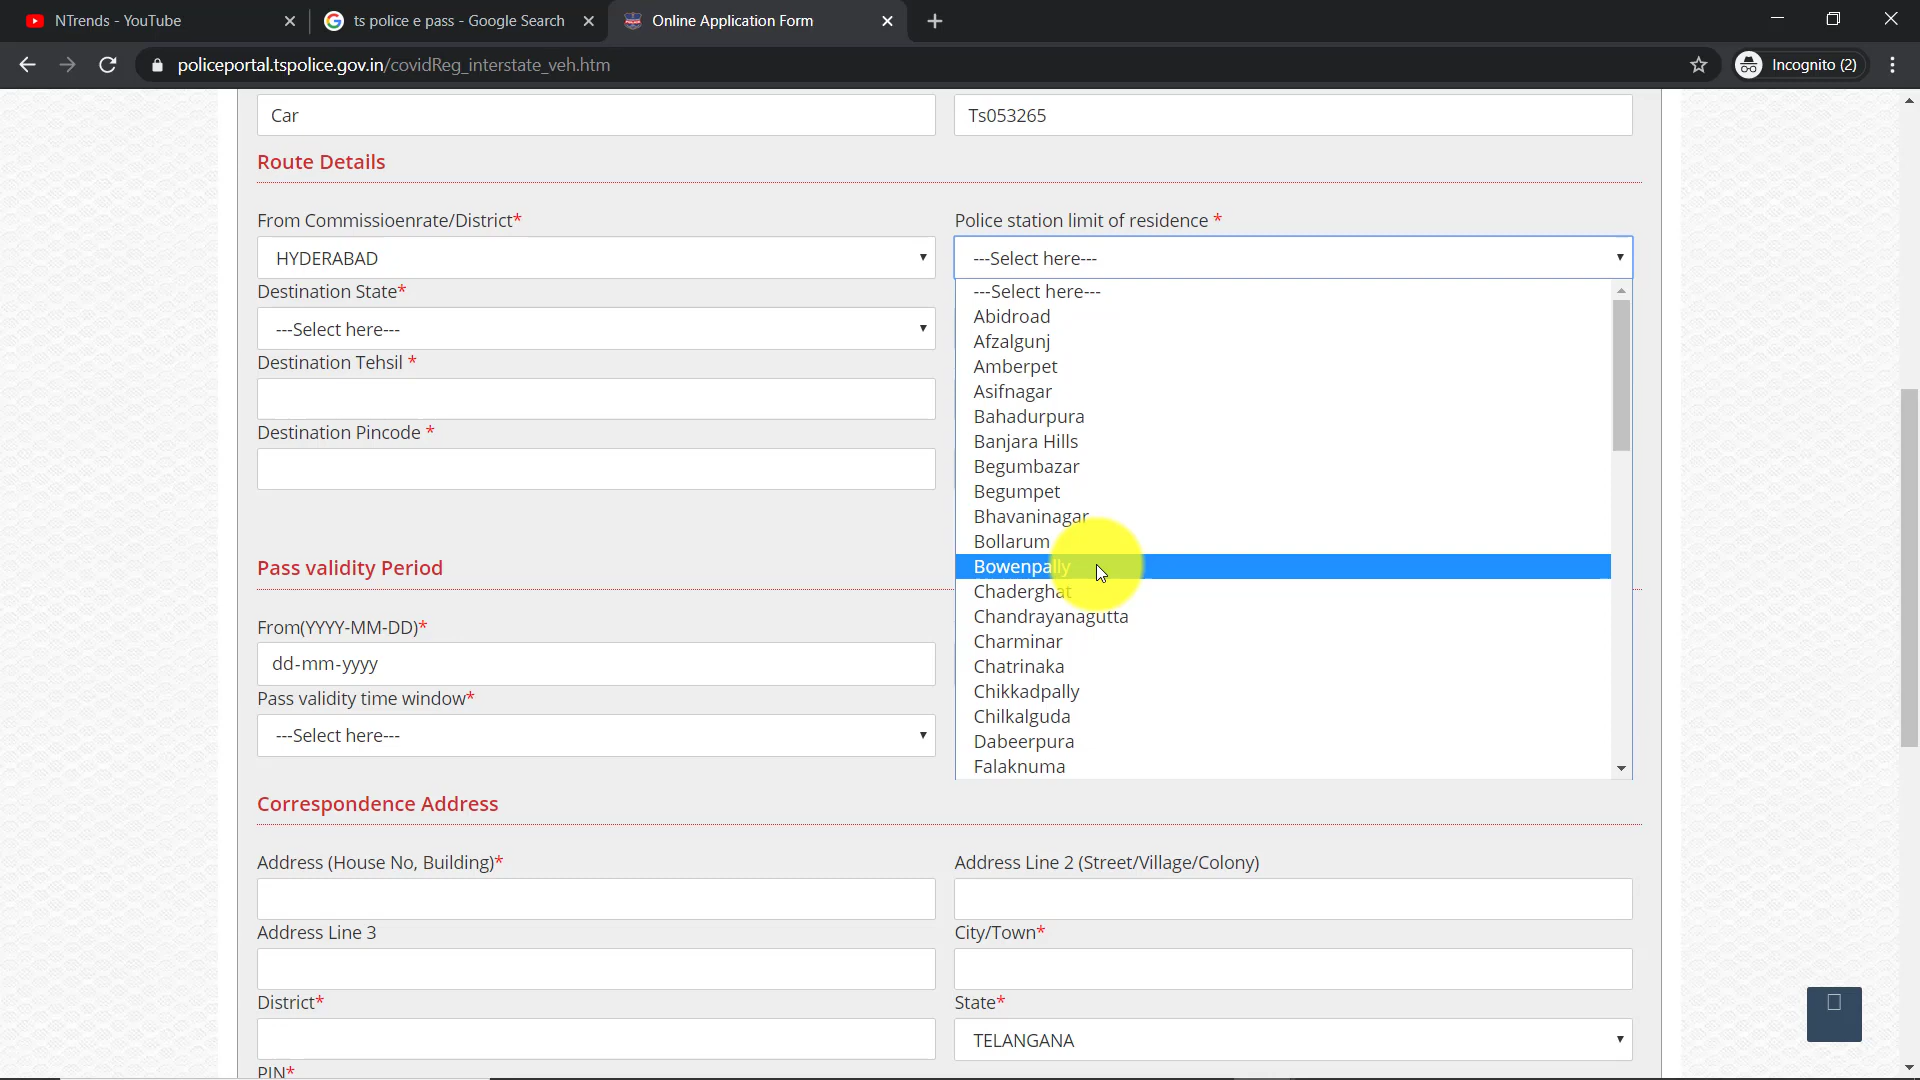 NTrends - YouTube
ts police e pass - Google Search
Online Application Form
policeportal.tspolice.gov.in/covidReg_interstate_veh.htm
Incognito (2)
Car
Ts053265
Route Details
From Commissioenrate/District*
Police station limit of residence *
HYDERABAD
---Select here---
Destination State*
---Select here---
Destination Tehsil *
Destination Pincode *
---Select here---
Abidroad
Afzalgunj
Amberpet
Asifnagar
Bahadurpura
Banjara Hills
Begumbazar
Begumpet
Bhavaninagar
Bollarum
Bowenpally
Chaderghat
Chandrayanagutta
Charminar
Chatrinaka
Chikkadpally
Chilkalguda
Dabeerpura
Falaknuma
Pass validity Period
From(YYYY-MM-DD)*
dd-mm-yyyy
Pass validity time window*
---Select here---
Correspondence Address
Address (House No, Building)*
Address Line 2 (Street/Village/Colony)
Address Line 3
City/Town*
District*
State*
TELANGANA
PIN*